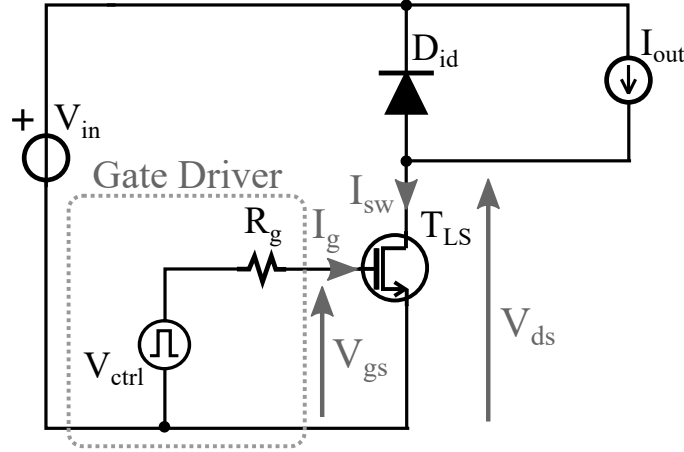 D_id
I_out
+
V_in
Gate Driver
I_sw
R_g
I_g
T_LS
V_ctrl
V_gs
V_ds